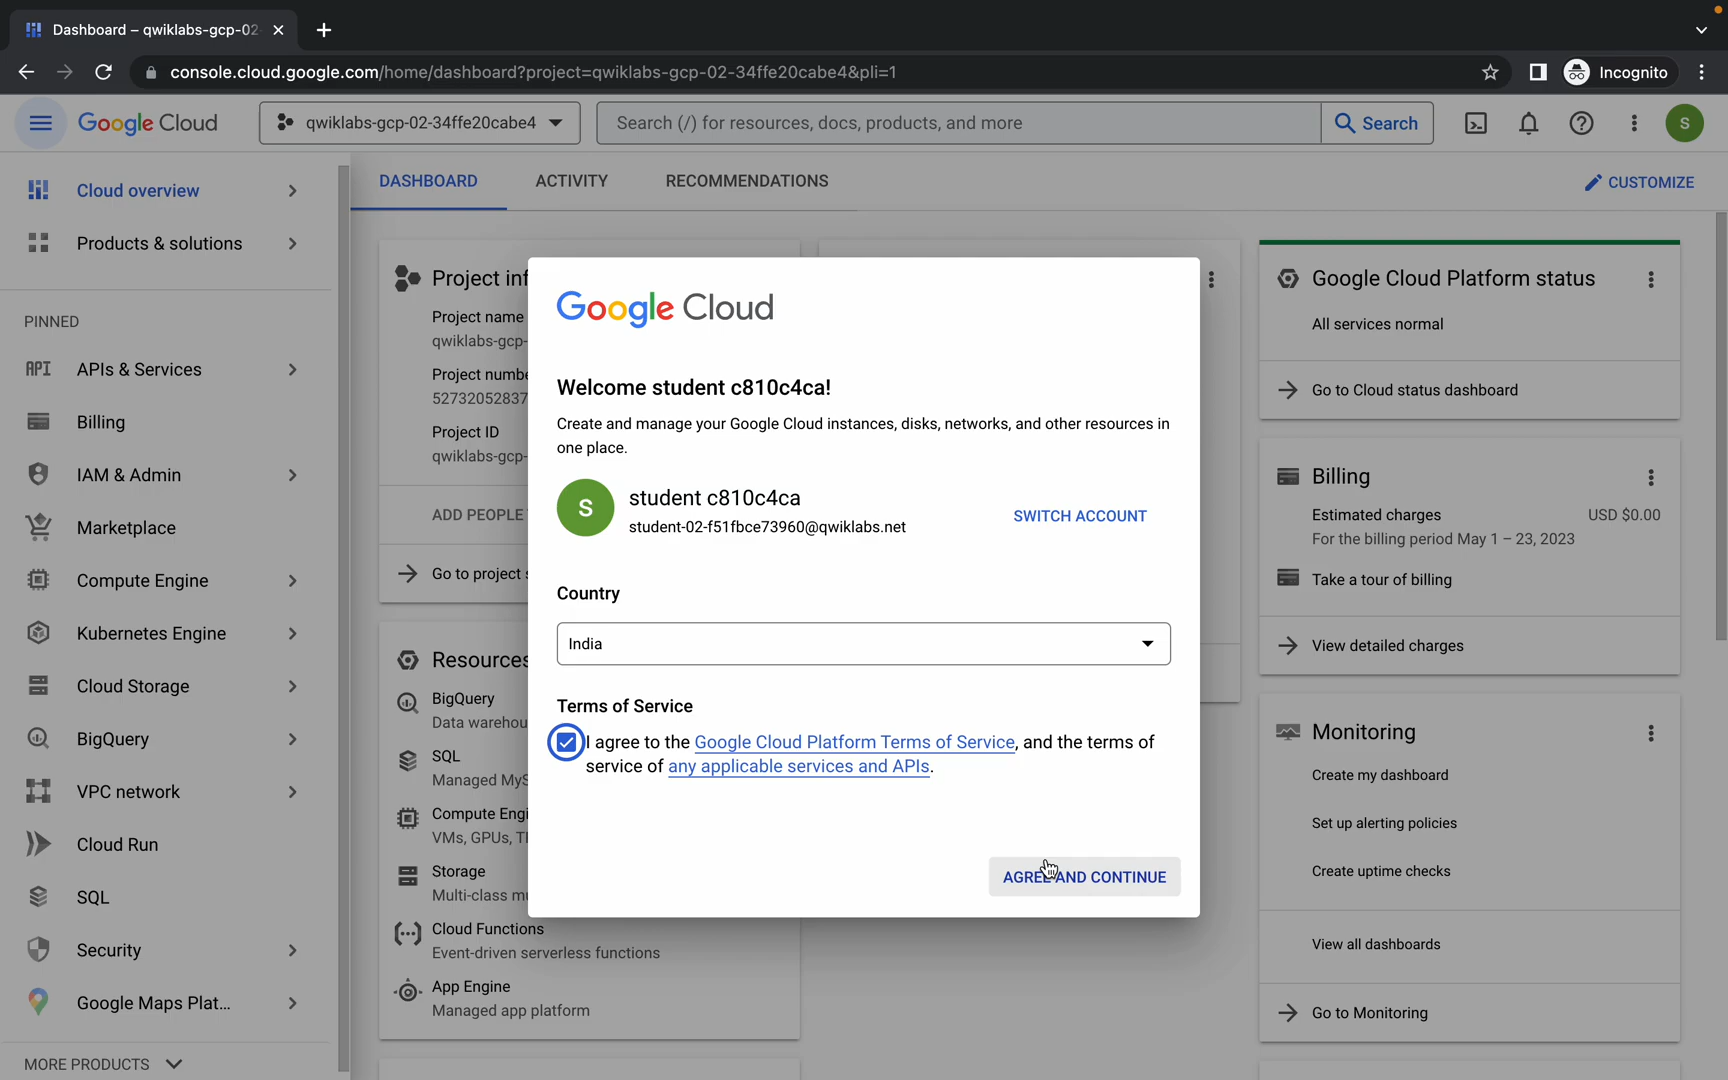 Dashboard – qwiklabs-gcp-02
console.cloud.google.com/home/dashboard?project=qwiklabs-gcp-02-34ffe20cabe4&pli=1
Incognito
Google Cloud
qwiklabs-gcp-02-34ffe20cabe4
Search (/) for resources, docs, products, and more
Search
S
Cloud overview
Products & solutions
PINNED
API
APIs & Services
Billing
IAM & Admin
Marketplace
Compute Engine
Kubernetes Engine
Cloud Storage
BigQuery
VPC network
Cloud Run
SQL
Security
Google Maps Plat...
MORE PRODUCTS
DASHBOARD
ACTIVITY
RECOMMENDATIONS
CUSTOMIZE
Project inf
Project name
qwiklabs-gcp-
Project numbe
52732052837
Project ID
qwiklabs-gcp-
ADD PEOPLE
Go to project s
Resources
BigQuery
Data warehou
SQL
Managed MyS
Compute Engi
VMs, GPUs, T
Storage
Multi-class mu
Cloud Functions
Event-driven serverless functions
App Engine
Managed app platform
Google Cloud
Welcome student c810c4ca!
Create and manage your Google Cloud instances, disks, networks, and other resources in
one place.
S
student c810c4ca
student-02-f51fbce73960@qwiklabs.net
SWITCH ACCOUNT
Country
India
Terms of Service
I agree to the Google Cloud Platform Terms of Service, and the terms of
service of any applicable services and APIs.
AGREE AND CONTINUE
Google Cloud Platform status
All services normal
Go to Cloud status dashboard
Billing
Estimated charges
USD $0.00
For the billing period May 1 – 23, 2023
Take a tour of billing
View detailed charges
Monitoring
Create my dashboard
Set up alerting policies
Create uptime checks
View all dashboards
Go to Monitoring